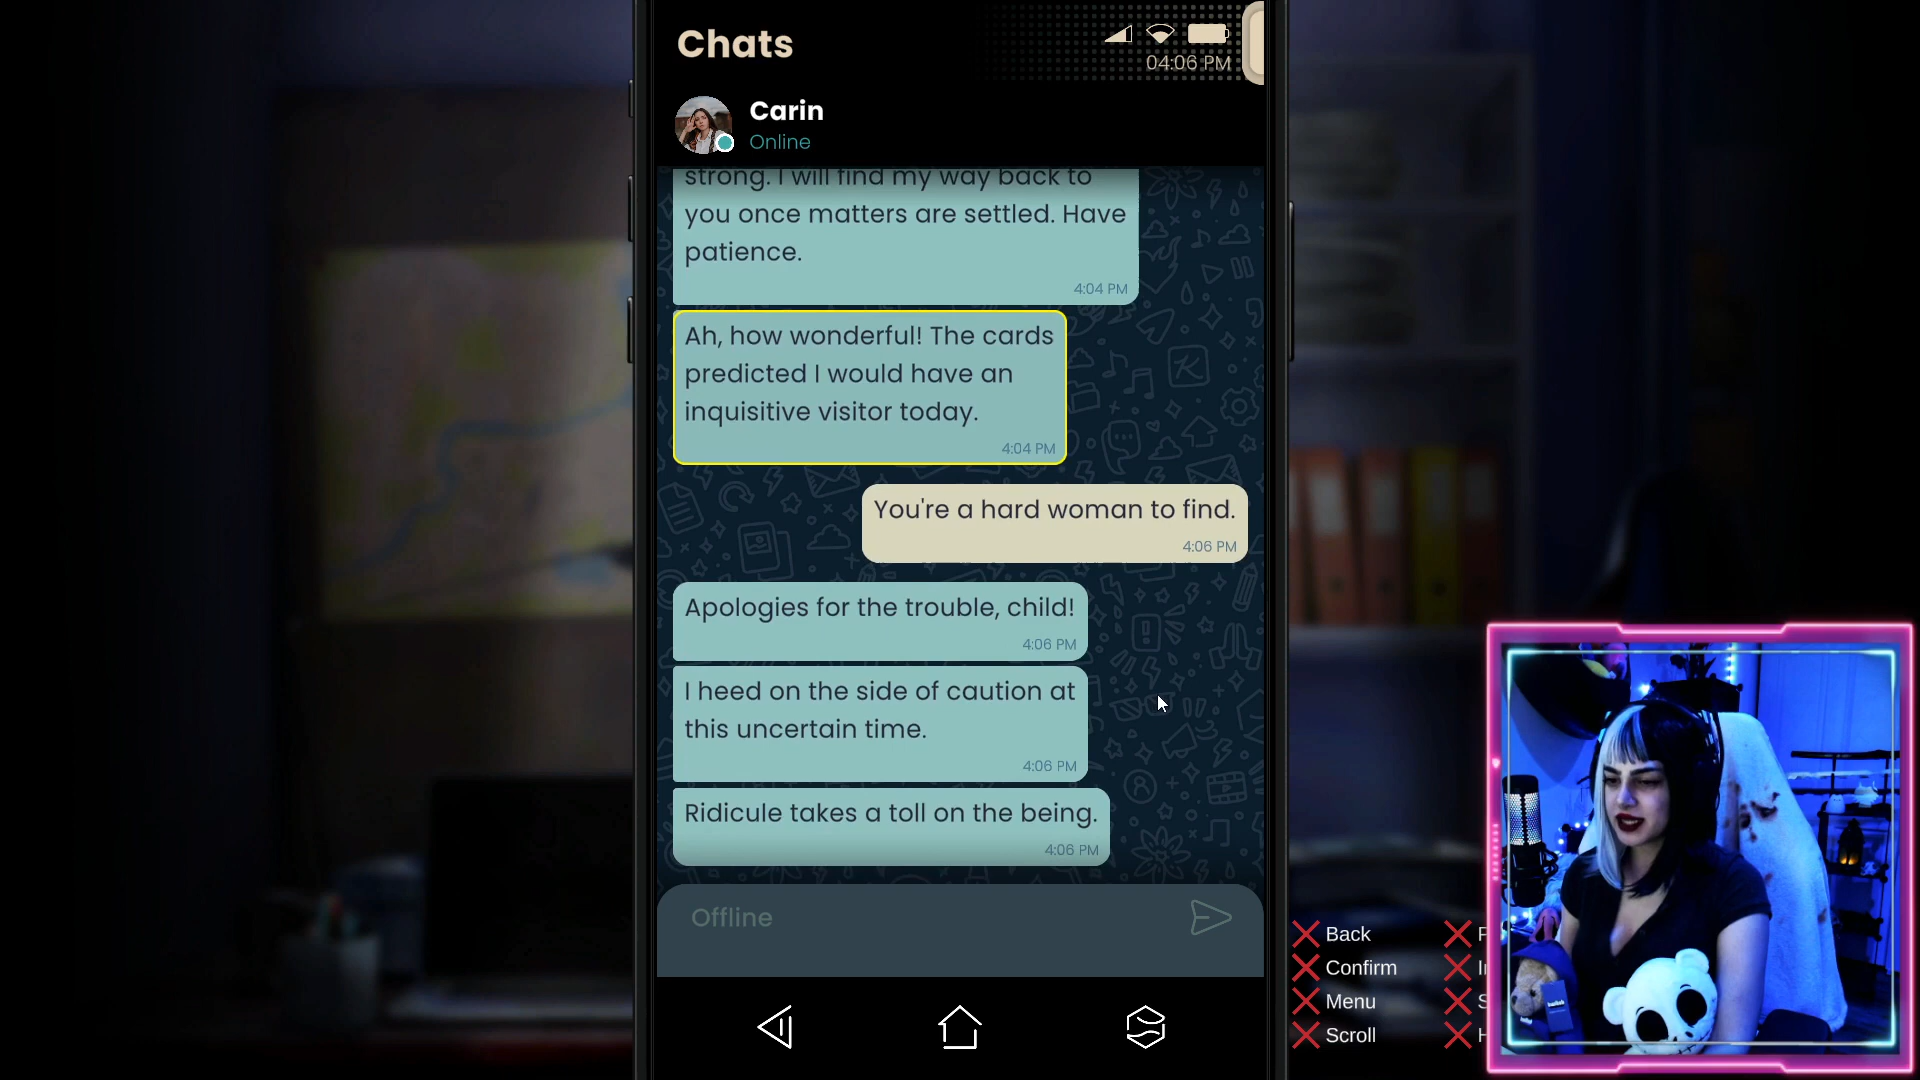 Chats
04:06 PM
Carin
Online
strong. I will find my way back to
you once matters are settled. Have
patience.
4:04 PM
Ah, how wonderful! The cards
predicted I would have an
inquisitive visitor today.
4:04 PM
You're a hard woman to find.
4:06 PM
Apologies for the trouble, child!
4:06 PM
I heed on the side of caution at
this uncertain time.
4:06 PM
Ridicule takes a toll on the being.
4:06 PM
Offline
Back
Confirm
Menu
Scroll